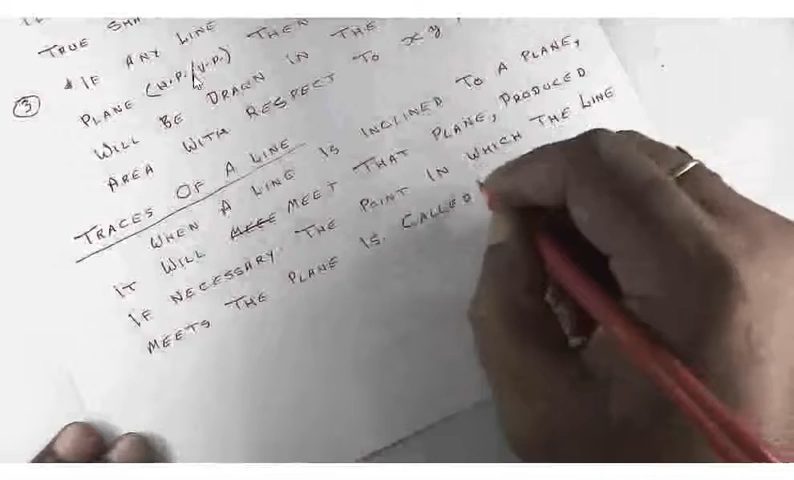 TRUE
③ * IF ANY LINE THEN THE
PLANE (H.P./V.P.)
WILL BE DRAWN IN THE
AREA WITH RESPECT TO xy
TRACES OF A LINE
WHEN A LINE IS INCLINED TO A PLANE,
IT WILL MEET THAT PLANE, PRODUCED
IF NECESSARY. THE POINT IN WHICH THE LINE
MEETS THE PLANE IS. CALLED